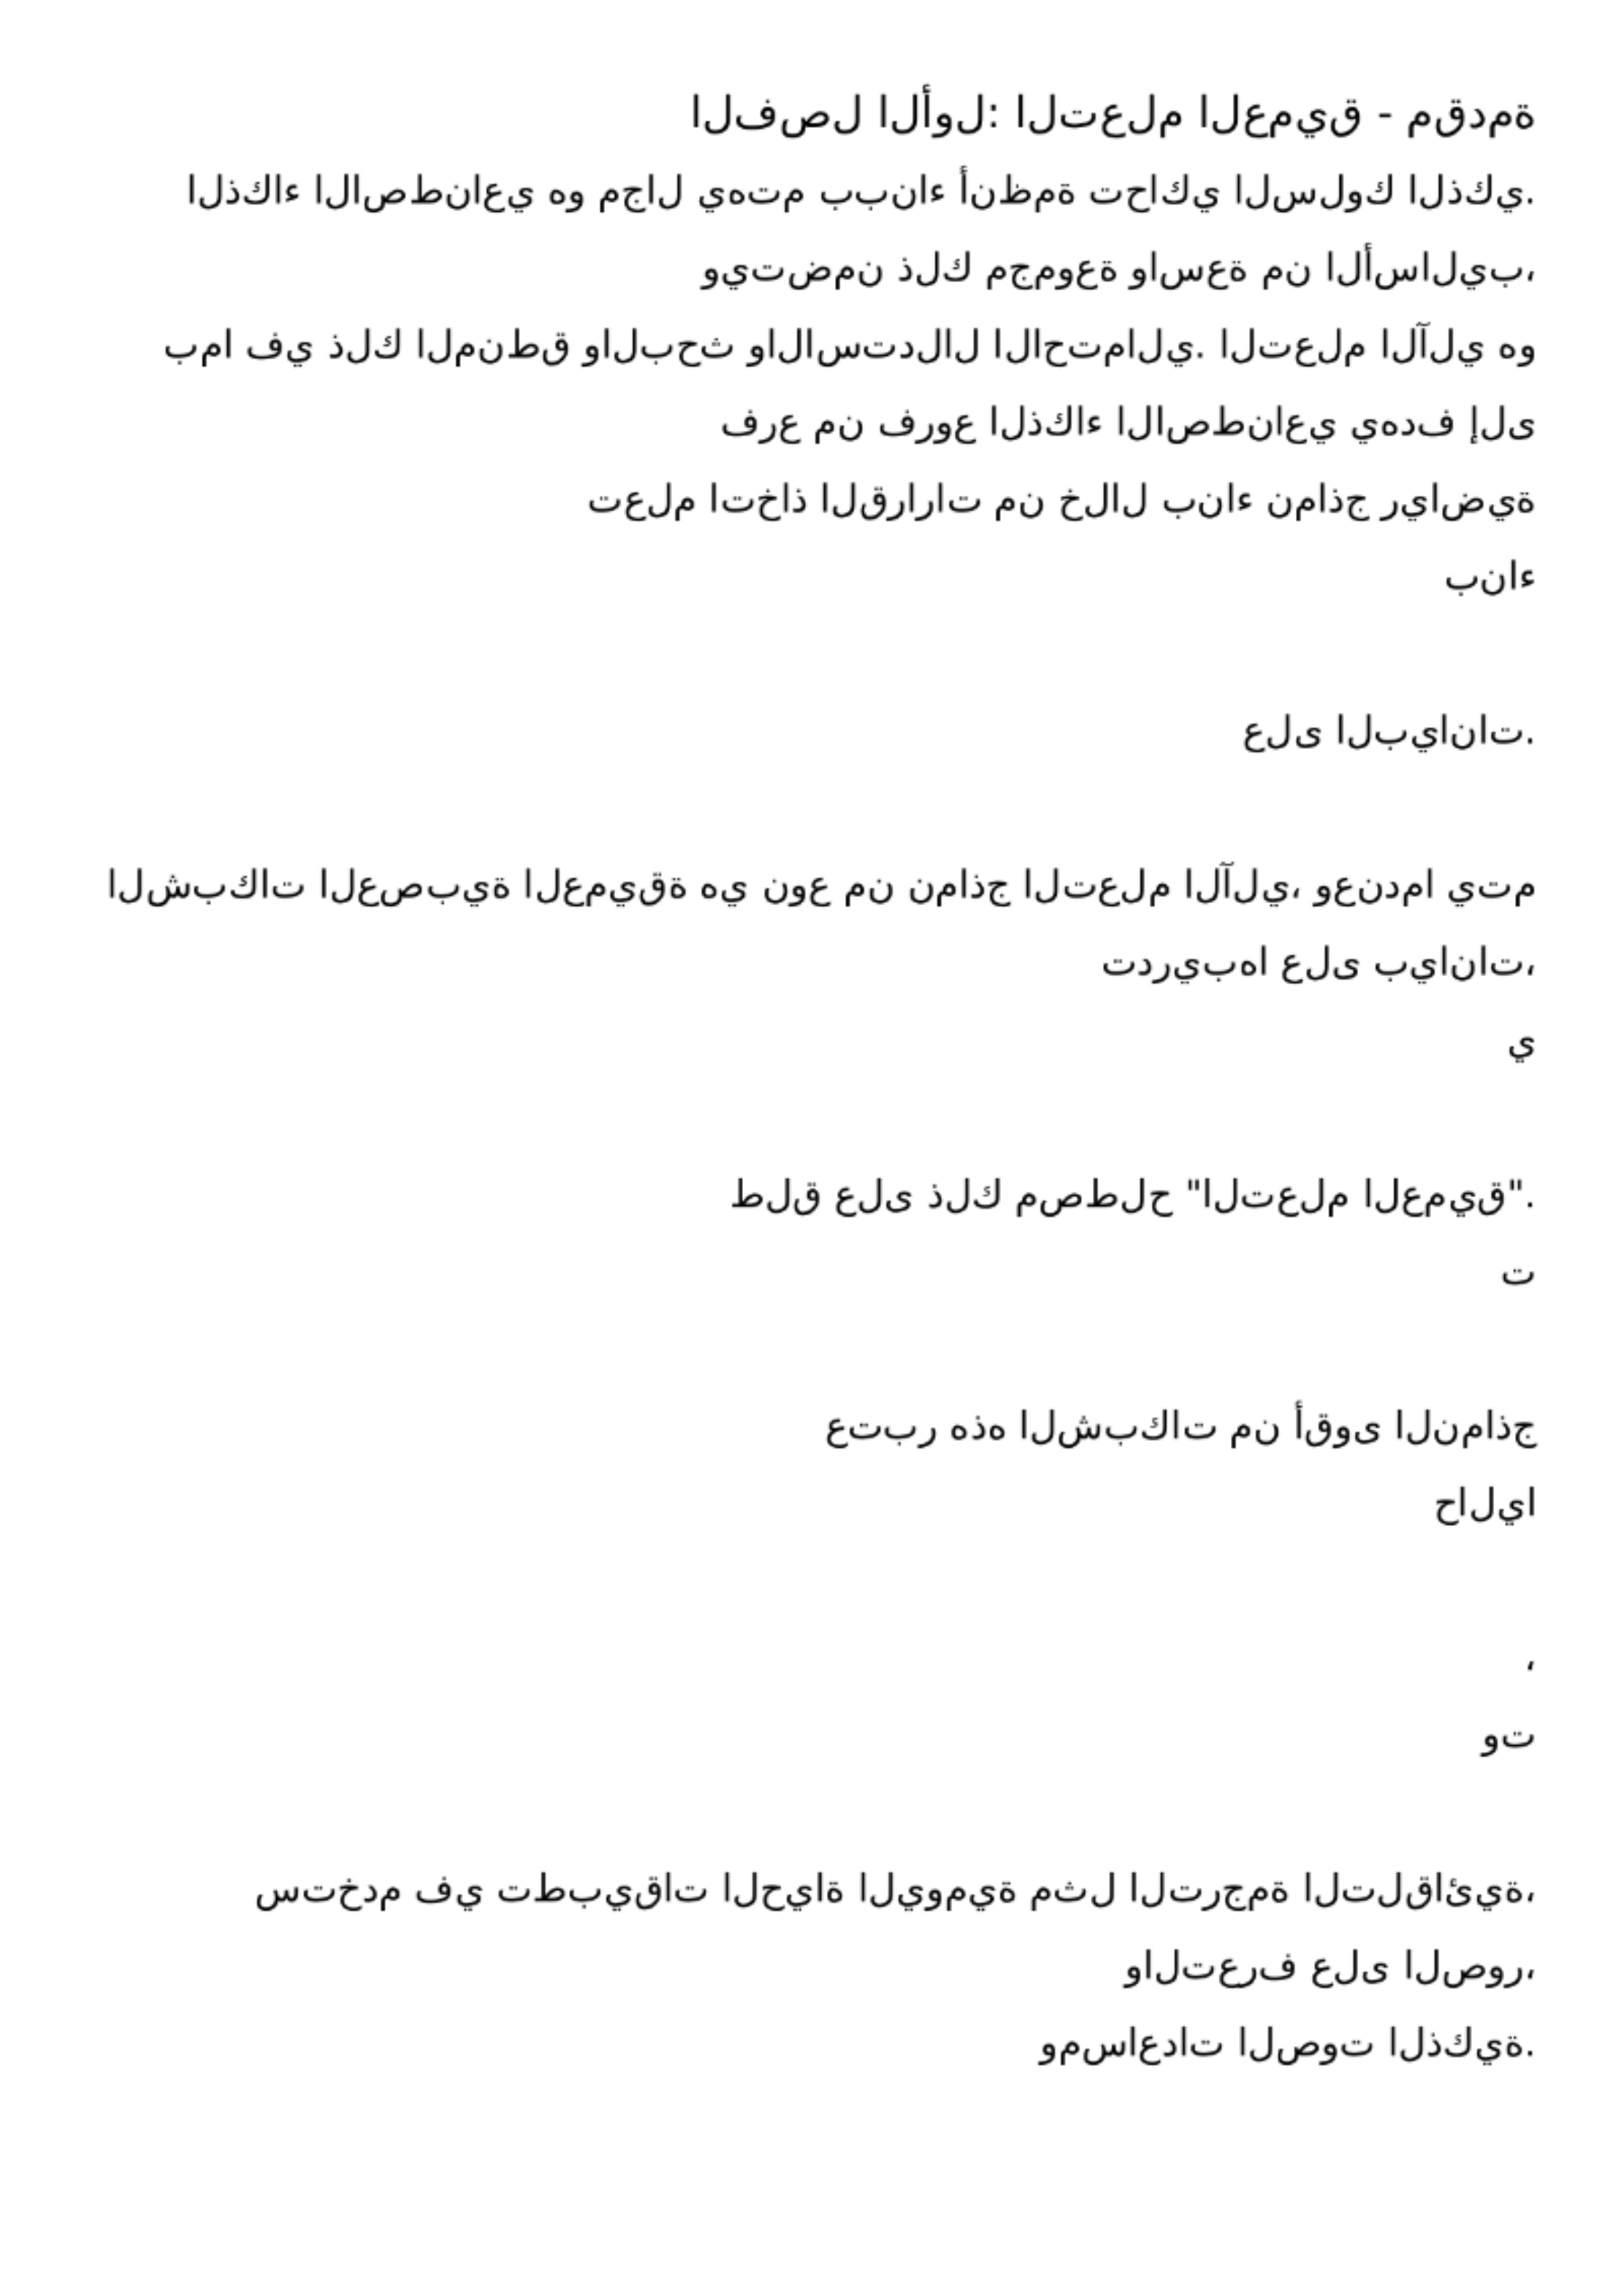 الفصل الأول: التعلم العميق - مقدمة
الذكاء الاصطناعي هو مجال يهتم ببناء أنظمة تحاكي السلوك الذكي.
ويتضمن ذلك مجموعة واسعة من الأساليب،
بما في ذلك المنطق والبحث والاستدلال الاحتمالي. التعلم الآلي هو
فرع من فروع الذكاء الاصطناعي يهدف إلى
تعلم اتخاذ القرارات من خلال بناء نماذج رياضية
بناء
على البيانات.
الشبكات العصبية العميقة هي نوع من نماذج التعلم الآلي، وعندما يتم
تدريبها على بيانات،
ي
طلق على ذلك مصطلح "التعلم العميق".
ت
عتبر هذه الشبكات من أقوى النماذج
حاليا
،
وت
ستخدم في تطبيقات الحياة اليومية مثل الترجمة التلقائية،
والتعرف على الصور،
ومساعدات الصوت الذكية.